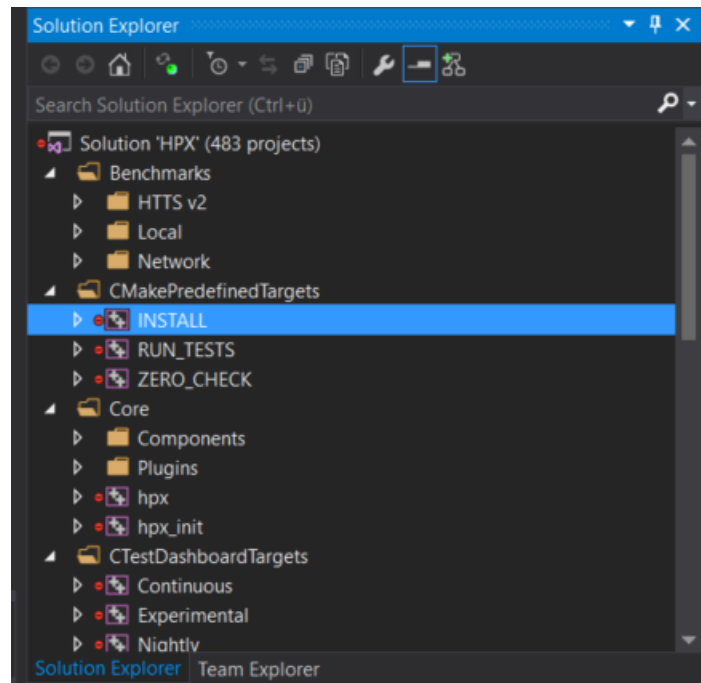 Solution Explorer
Search Solution Explorer (Ctrl+ü)
Solution 'HPX' (483 projects)
Benchmarks
HTTS v2
Local
Network
CMakePredefinedTargets
INSTALL
RUN_TESTS
ZERO_CHECK
Core
Components
Plugins
hpx
hpx_init
CTestDashboardTargets
Continuous
Experimental
Nightly
Solution Explorer Team Explorer